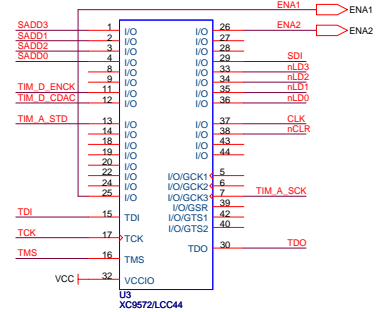 ENA1 ENA1
SADD3 1 I/O I/O 26 ENA2 ENA2
SADD1 2 I/O I/O 27
SADD2 3 I/O I/O 28
SADD0 4 I/O I/O 29 SDI
8 I/O I/O 33 nLD3
9 I/O I/O 34 nLD2
TIM_D_ENCK 11 I/O I/O 35 nLD1
TIM_D_CDAC 12 I/O I/O 36 nLD0
TIM_A_STD 13 I/O I/O 37 CLK
14 I/O I/O 38 nCLR
18 I/O I/O 43
19 I/O I/O 44
20 I/O
22 I/O I/O/GCK1 5
24 I/O I/O/GCK2 6
25 I/O I/O/GCK3 7 TIM_A_SCK
I/O/GSR 39
TDI 15 TDI I/O/GTS1 42
I/O/GTS2 40
TCK 17 TCK
TDO 30 TDO
TMS 16 TMS
VCC 32 VCCIO
U3
XC9572/LCC44